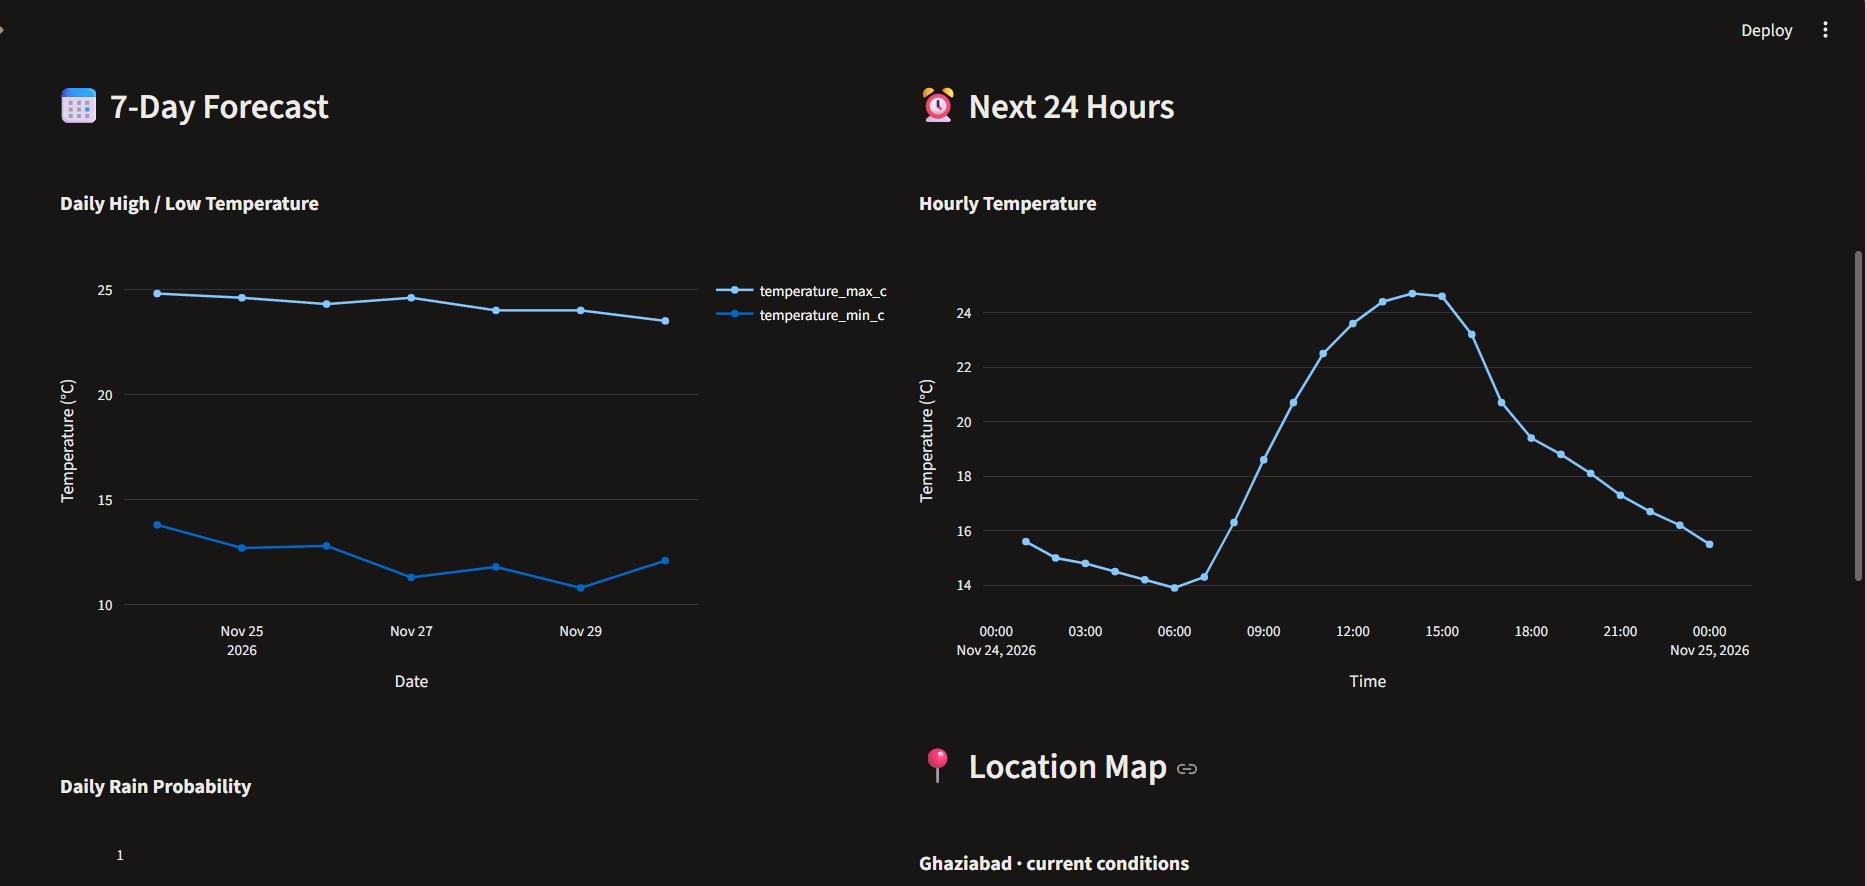 Deploy
7-Day Forecast
Daily High / Low Temperature
25
20
15
10
Temperature (°C)
temperature_max_c
temperature_min_c
Nov 25
2026
Nov 27
Nov 29
Date
Daily Rain Probability
1
Next 24 Hours
Hourly Temperature
24
22
20
18
16
14
Temperature (°C)
00:00
Nov 24, 2026
03:00
06:00
09:00
12:00
15:00
18:00
21:00
00:00
Nov 25, 2026
Time
Location Map
Ghaziabad · current conditions